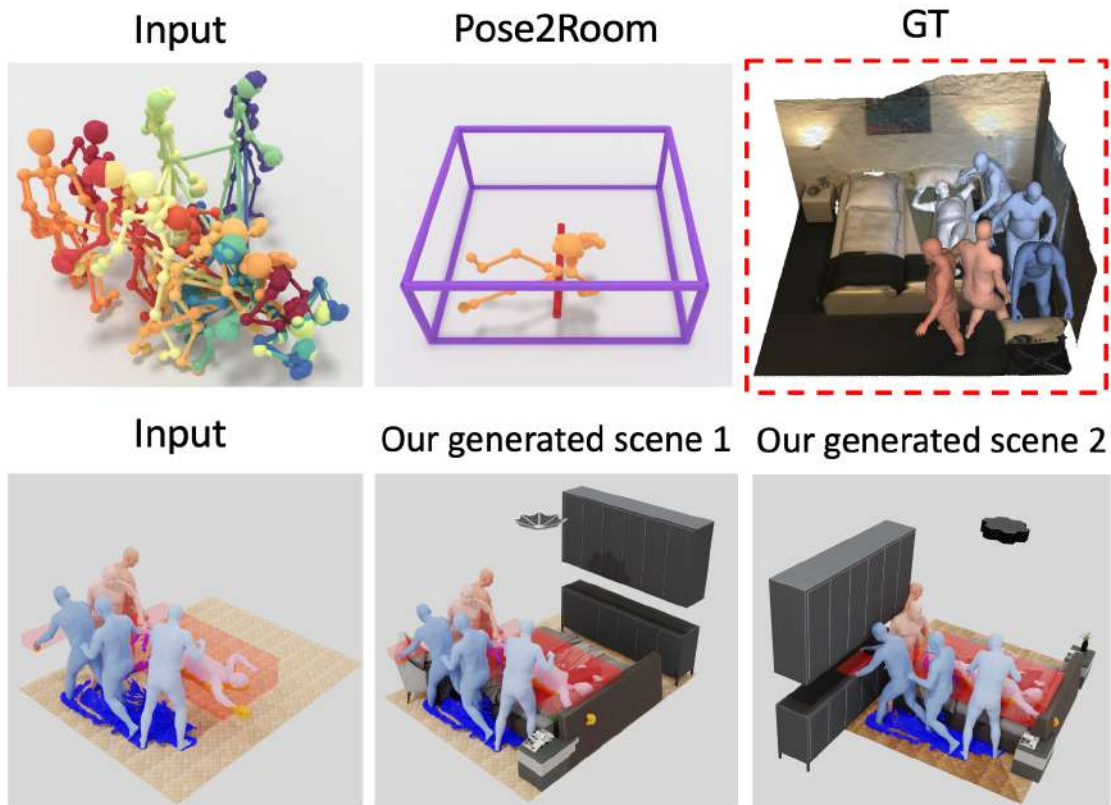 Input
Pose2Room
GT
Input
Our generated scene 1
Our generated scene 2